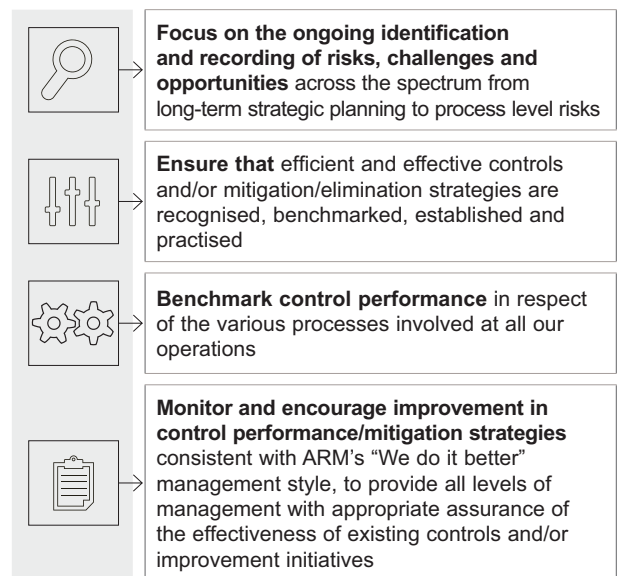 Focus on the ongoing identification
and recording of risks, challenges and
opportunities across the spectrum from
long-term strategic planning to process level risks
Ensure that efficient and effective controls
and/or mitigation/elimination strategies are
recognised, benchmarked, established and
practised
Benchmark control performance in respect
of the various processes involved at all our
operations
Monitor and encourage improvement in
control performance/mitigation strategies
consistent with ARM’s “We do it better”
management style, to provide all levels of
management with appropriate assurance of
the effectiveness of existing controls and/or
improvement initiatives